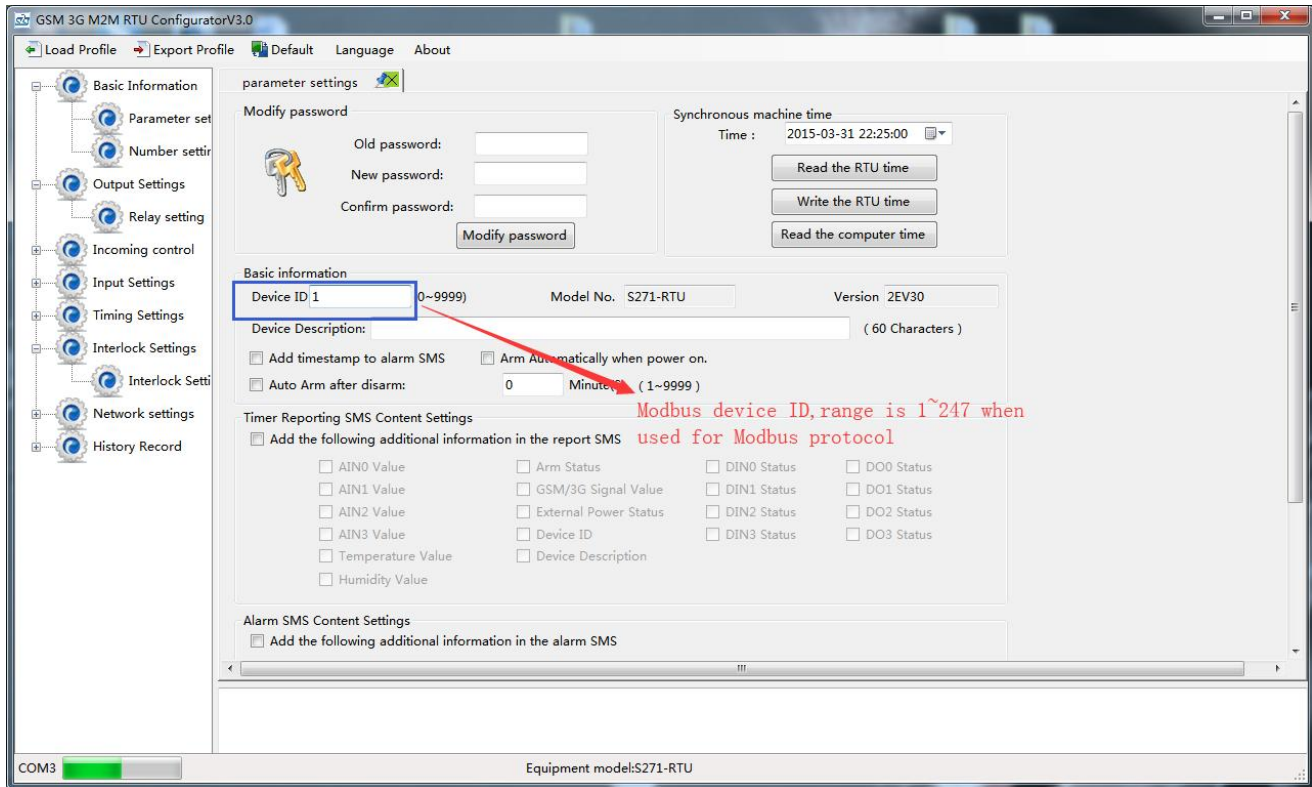 GSM 3G M2M RTU ConfiguratorV3.0
Load Profile Export Profile Default Language About
Basic Information
Parameter set
Number settir
Output Settings
Relay setting
Incoming control
Input Settings
Timing Settings
Interlock Settings
Interlock Setti
Network settings
History Record
parameter settings
Modify password
Old password:
New password:
Confirm password:
Modify password
Synchronous machine time
Time : 2015-03-31 22:25:00
Read the RTU time
Write the RTU time
Read the computer time
Basic information
Device ID 1 0~9999) Model No. S271-RTU Version 2EV30
Device Description: ( 60 Characters )
Add timestamp to alarm SMS Arm Automatically when power on.
Auto Arm after disarm: 0 Minute(S) ( 1~9999 )
Modbus device ID,range is 1~247 when
used for Modbus protocol
Timer Reporting SMS Content Settings
Add the following additional information in the report SMS
AIN0 Value Arm Status DIN0 Status DO0 Status
AIN1 Value GSM/3G Signal Value DIN1 Status DO1 Status
AIN2 Value External Power Status DIN2 Status DO2 Status
AIN3 Value Device ID DIN3 Status DO3 Status
Temperature Value Device Description
Humidity Value
Alarm SMS Content Settings
Add the following additional information in the alarm SMS
COM3 Equipment model:S271-RTU